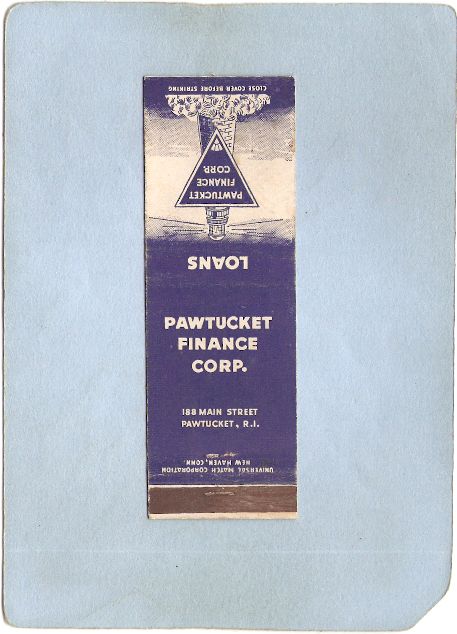 CLOSE COVER BEFORE STRIKING
PAWTUCKET
FINANCE
CORP.
LOANS
PAWTUCKET
FINANCE
CORP.
188 MAIN STREET
PAWTUCKET, R.I.
UNIVERSAL MATCH CORPORATION
NEW HAVEN, CONN.